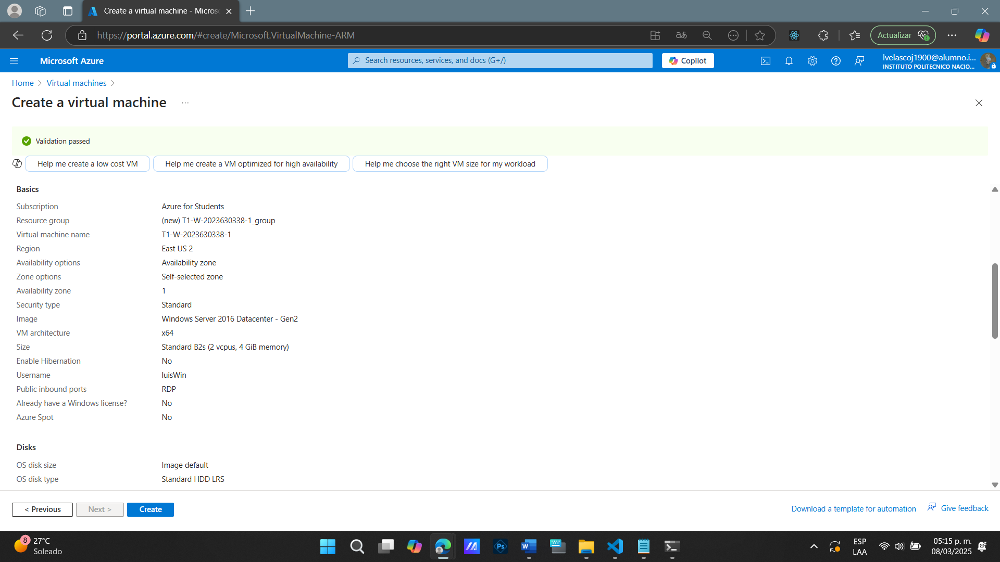 Create a virtual machine - Micros
https://portal.azure.com/#create/Microsoft.VirtualMachine-ARM
aあ
Actualizar
Microsoft Azure
Search resources, services, and docs (G+/)
Copilot
lvelascoj1900@alumno.i...
INSTITUTO POLITECNICO NACIO...
Home > Virtual machines >
Create a virtual machine ...
Validation passed
Help me create a low cost VM
Help me create a VM optimized for high availability
Help me choose the right VM size for my workload
Basics
Subscription Azure for Students
Resource group (new) T1-W-2023630338-1_group
Virtual machine name T1-W-2023630338-1
Region East US 2
Availability options Availability zone
Zone options Self-selected zone
Availability zone 1
Security type Standard
Image Windows Server 2016 Datacenter - Gen2
VM architecture x64
Size Standard B2s (2 vcpus, 4 GiB memory)
Enable Hibernation No
Username luisWin
Public inbound ports RDP
Already have a Windows license? No
Azure Spot No
Disks
OS disk size Image default
OS disk type Standard HDD LRS
< Previous
Next >
Create
Download a template for automation
Give feedback
8
27°C
Soleado
Ps
W
ESP
LAA
05:15 p. m.
08/03/2025